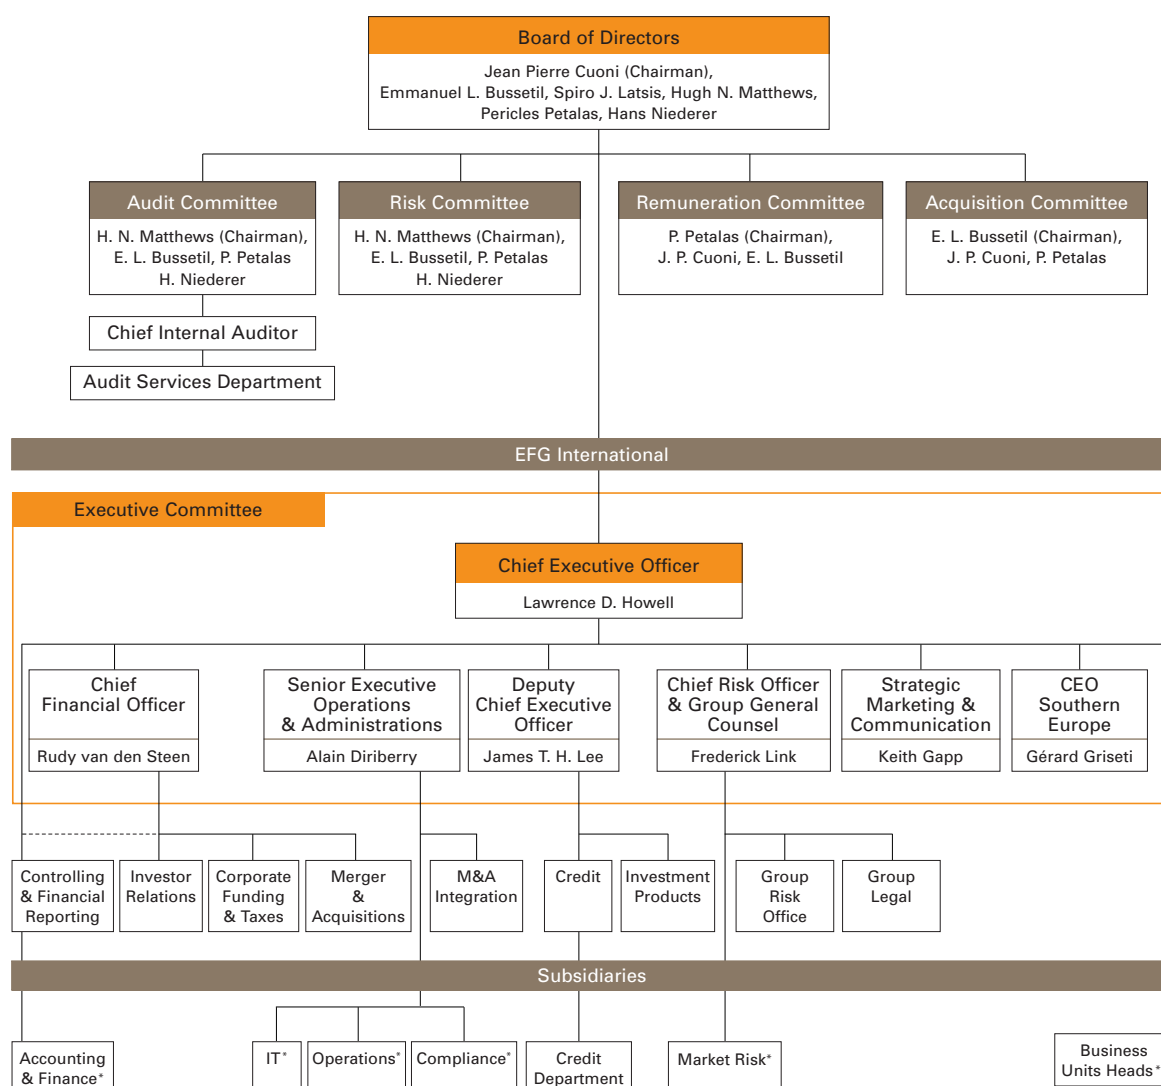 Board of Directors
Jean Pierre Cuoni (Chairman),
Emmanuel L. Bussetil, Spiro J. Latsis, Hugh N. Matthews,
Pericles Petalas, Hans Niederer
Audit Committee
H. N. Matthews (Chairman),
E. L. Bussetil, P. Petalas
H. Niederer
Risk Committee
H. N. Matthews (Chairman),
E. L. Bussetil, P. Petalas
H. Niederer
Remuneration Committee
P. Petalas (Chairman),
J. P. Cuoni, E. L. Bussetil
Acquisition Committee
E. L. Bussetil (Chairman),
J. P. Cuoni, P. Petalas
Chief Internal Auditor
Audit Services Department
EFG International
Executive Committee
Chief Executive Officer
Lawrence D. Howell
Chief
Financial Officer
Rudy van den Steen
Senior Executive
Operations
& Administrations
Alain Diriberry
Deputy
Chief Executive
Officer
James T. H. Lee
Chief Risk Officer
& Group General
Counsel
Frederick Link
Strategic
Marketing &
Communication
Keith Gapp
CEO
Southern
Europe
Gérard Griseti
Controlling
& Financial
Reporting
Investor
Relations
Corporate
Funding
& Taxes
Merger
&
Acquisitions
M&A
Integration
Credit
Investment
Products
Group
Risk
Office
Group
Legal
Subsidiaries
Accounting
& Finance*
IT*
Operations*
Compliance*
Credit
Department
Market Risk*
Business
Units Heads*